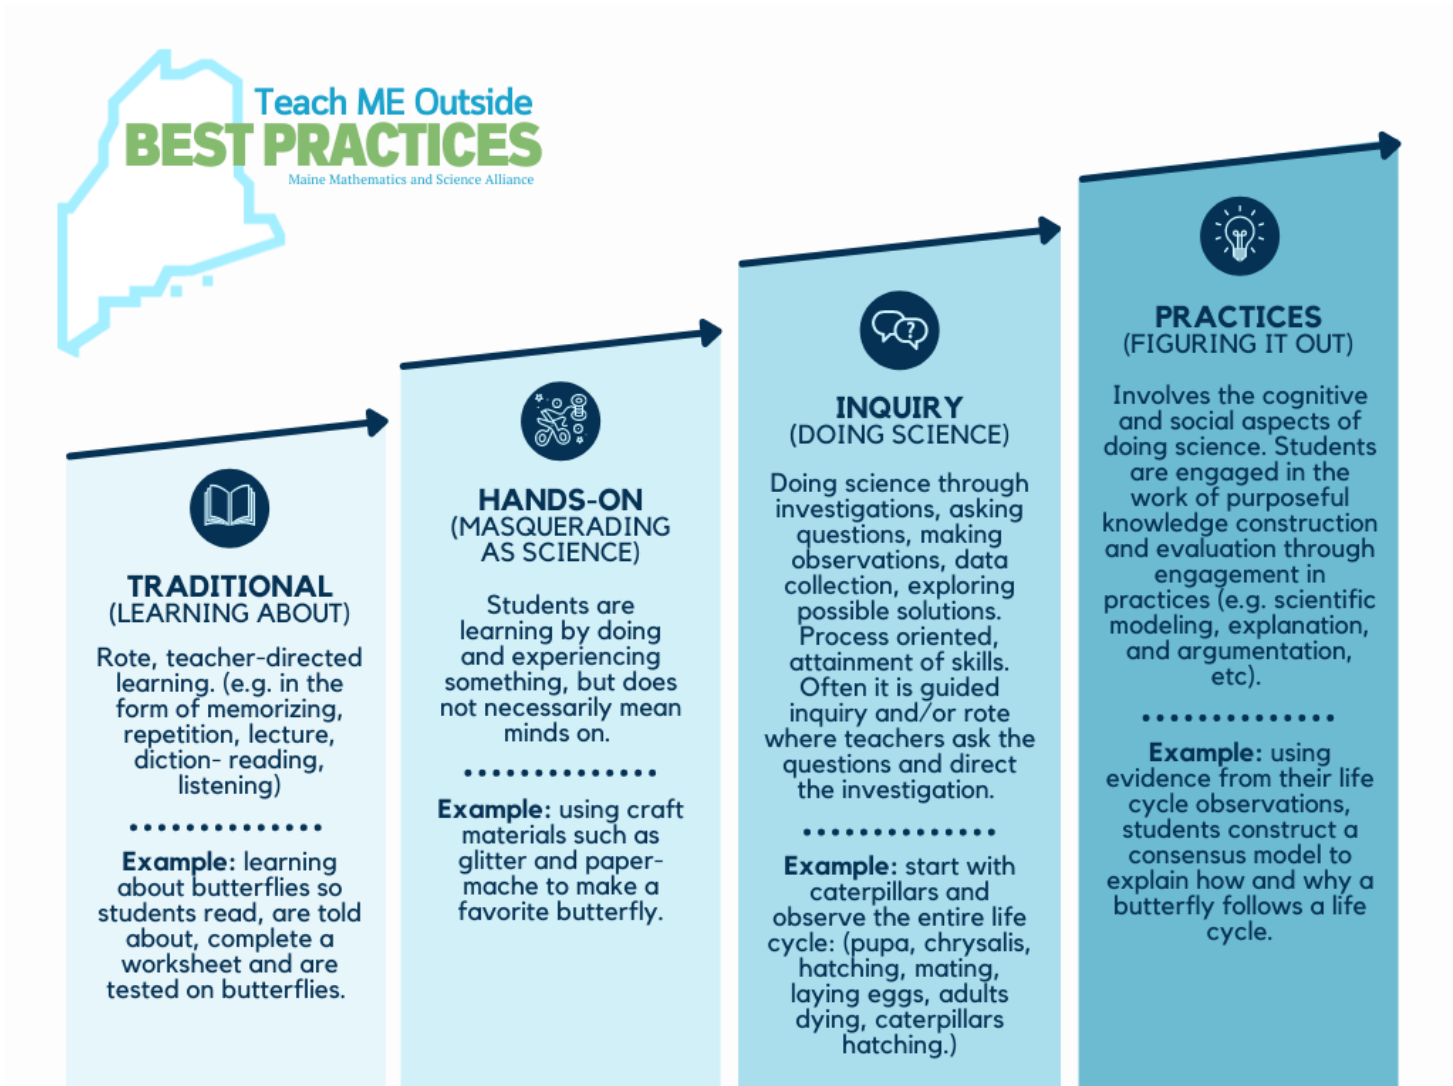 Teach ME Outside
BEST PRACTICES
Maine Mathematics and Science Alliance
TRADITIONAL
(LEARNING ABOUT)
Rote, teacher-directed
learning. (e.g. in the
form of memorizing,
repetition, lecture,
diction- reading,
listening)
Example: learning
about butterflies so
students read, are told
about, complete a
worksheet and are
tested on butterflies.
HANDS-ON
(MASQUERADING
AS SCIENCE)
Students are
learning by doing
and experiencing
something, but does
not necessarily mean
minds on.
Example: using craft
materials such as
glitter and paper-
mache to make a
favorite butterfly.
?
INQUIRY
(DOING SCIENCE)
Doing science through
investigations, asking
questions, making
observations, data
collection, exploring
possible solutions.
Process oriented,
attainment of skills.
Often it is guided
inquiry and/or rote
where teachers ask the
questions and direct
the investigation.
Example: start with
caterpillars and
observe the entire life
cycle: (pupa, chrysalis,
hatching, mating,
laying eggs, adults
dying, caterpillars
hatching.)
PRACTICES
(FIGURING IT OUT)
Involves the cognitive
and social aspects of
doing science. Students
are engaged in the
work of purposeful
knowledge construction
and evaluation through
engagement in
practices (e.g. scientific
modeling, explanation,
and argumentation,
etc).
Example: using
evidence from their life
cycle observations,
students construct a
consensus model to
explain how and why a
butterfly follows a life
cycle.